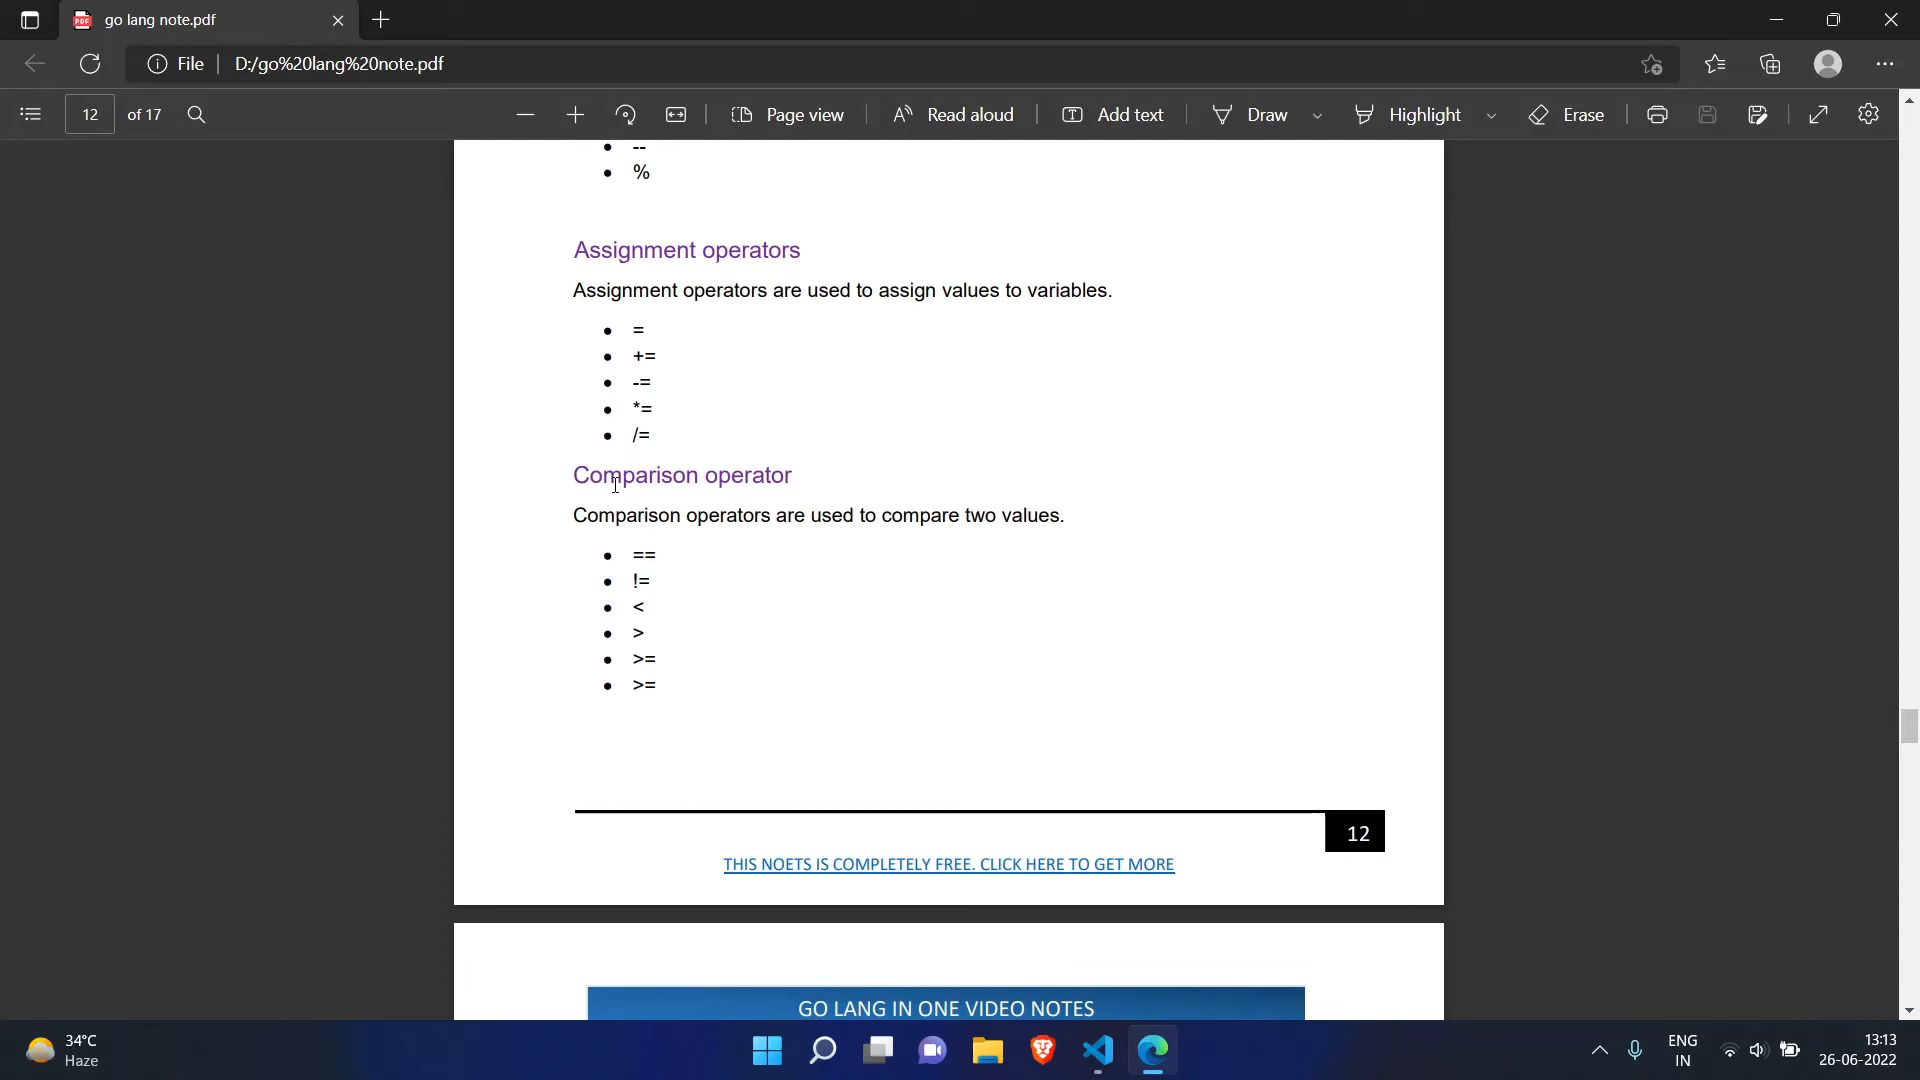 go lang note.pdf
File
D:/go%20lang%20note.pdf
12 of 17
Page view
Read aloud
Add text
Draw
Highlight
Erase
• --
• %
Assignment operators
Assignment operators are used to assign values to variables.
• =
• +=
• -=
• *=
• /=
Comparison operator
Comparison operators are used to compare two values.
• ==
• !=
• <
• >
• >=
• >=
12
THIS NOETS IS COMPLETELY FREE. CLICK HERE TO GET MORE
GO LANG IN ONE VIDEO NOTES
34°C
Haze
ENG
IN
13:13
26-06-2022